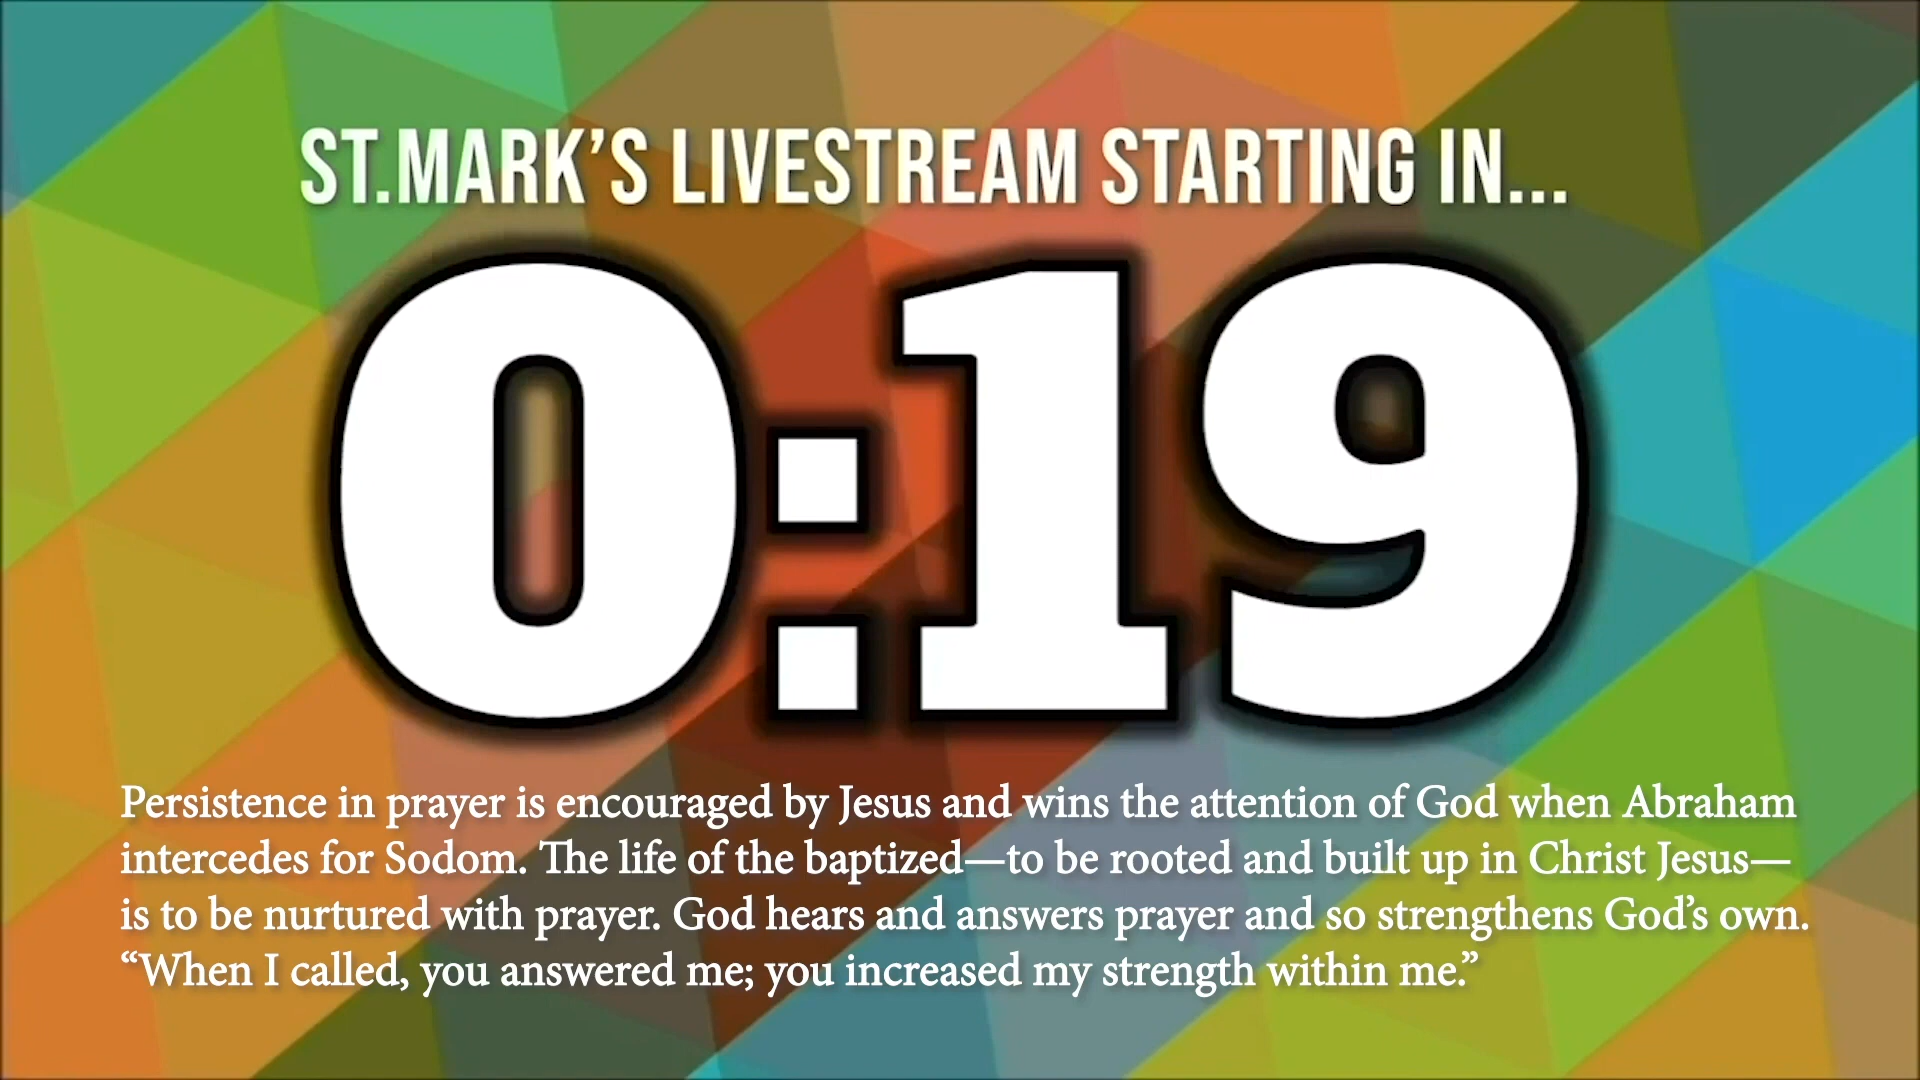 ST.MARK’S LIVESTREAM STARTING IN...
0:19
Persistence in prayer is encouraged by Jesus and wins the attention of God when Abraham
intercedes for Sodom. The life of the baptized—to be rooted and built up in Christ Jesus—
is to be nurtured with prayer. God hears and answers prayer and so strengthens God’s own.
“When I called, you answered me; you increased my strength within me.”